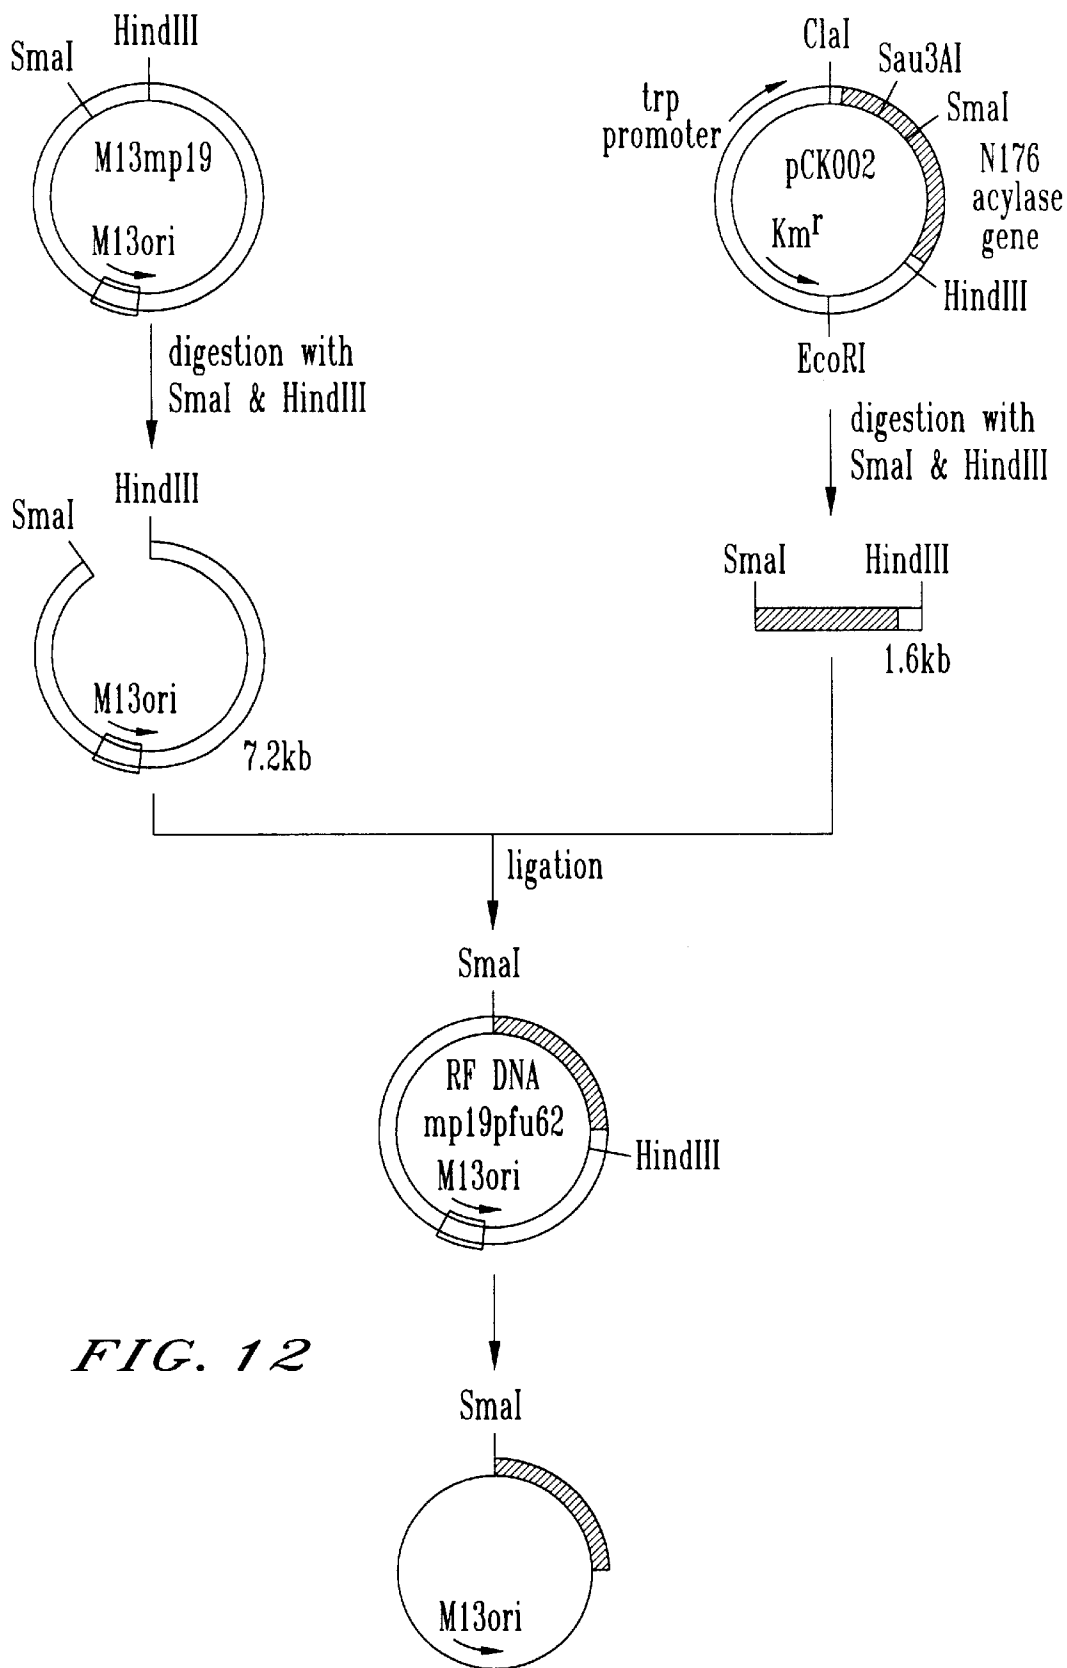 HindIII
SmaI
M13mp19
M13ori
digestion with
SmaI & HindIII
ClaI
Sau3AI
SmaI
trp
promoter
pCK002
N176
acylase
gene
Kmr
HindIII
EcoRI
digestion with
SmaI & HindIII
HindIII
SmaI
M13ori
7.2kb
SmaI HindIII
1.6kb
ligation
SmaI
RF DNA
mp19pfu62
M13ori
HindIII
FIG. 12
SmaI
M13ori